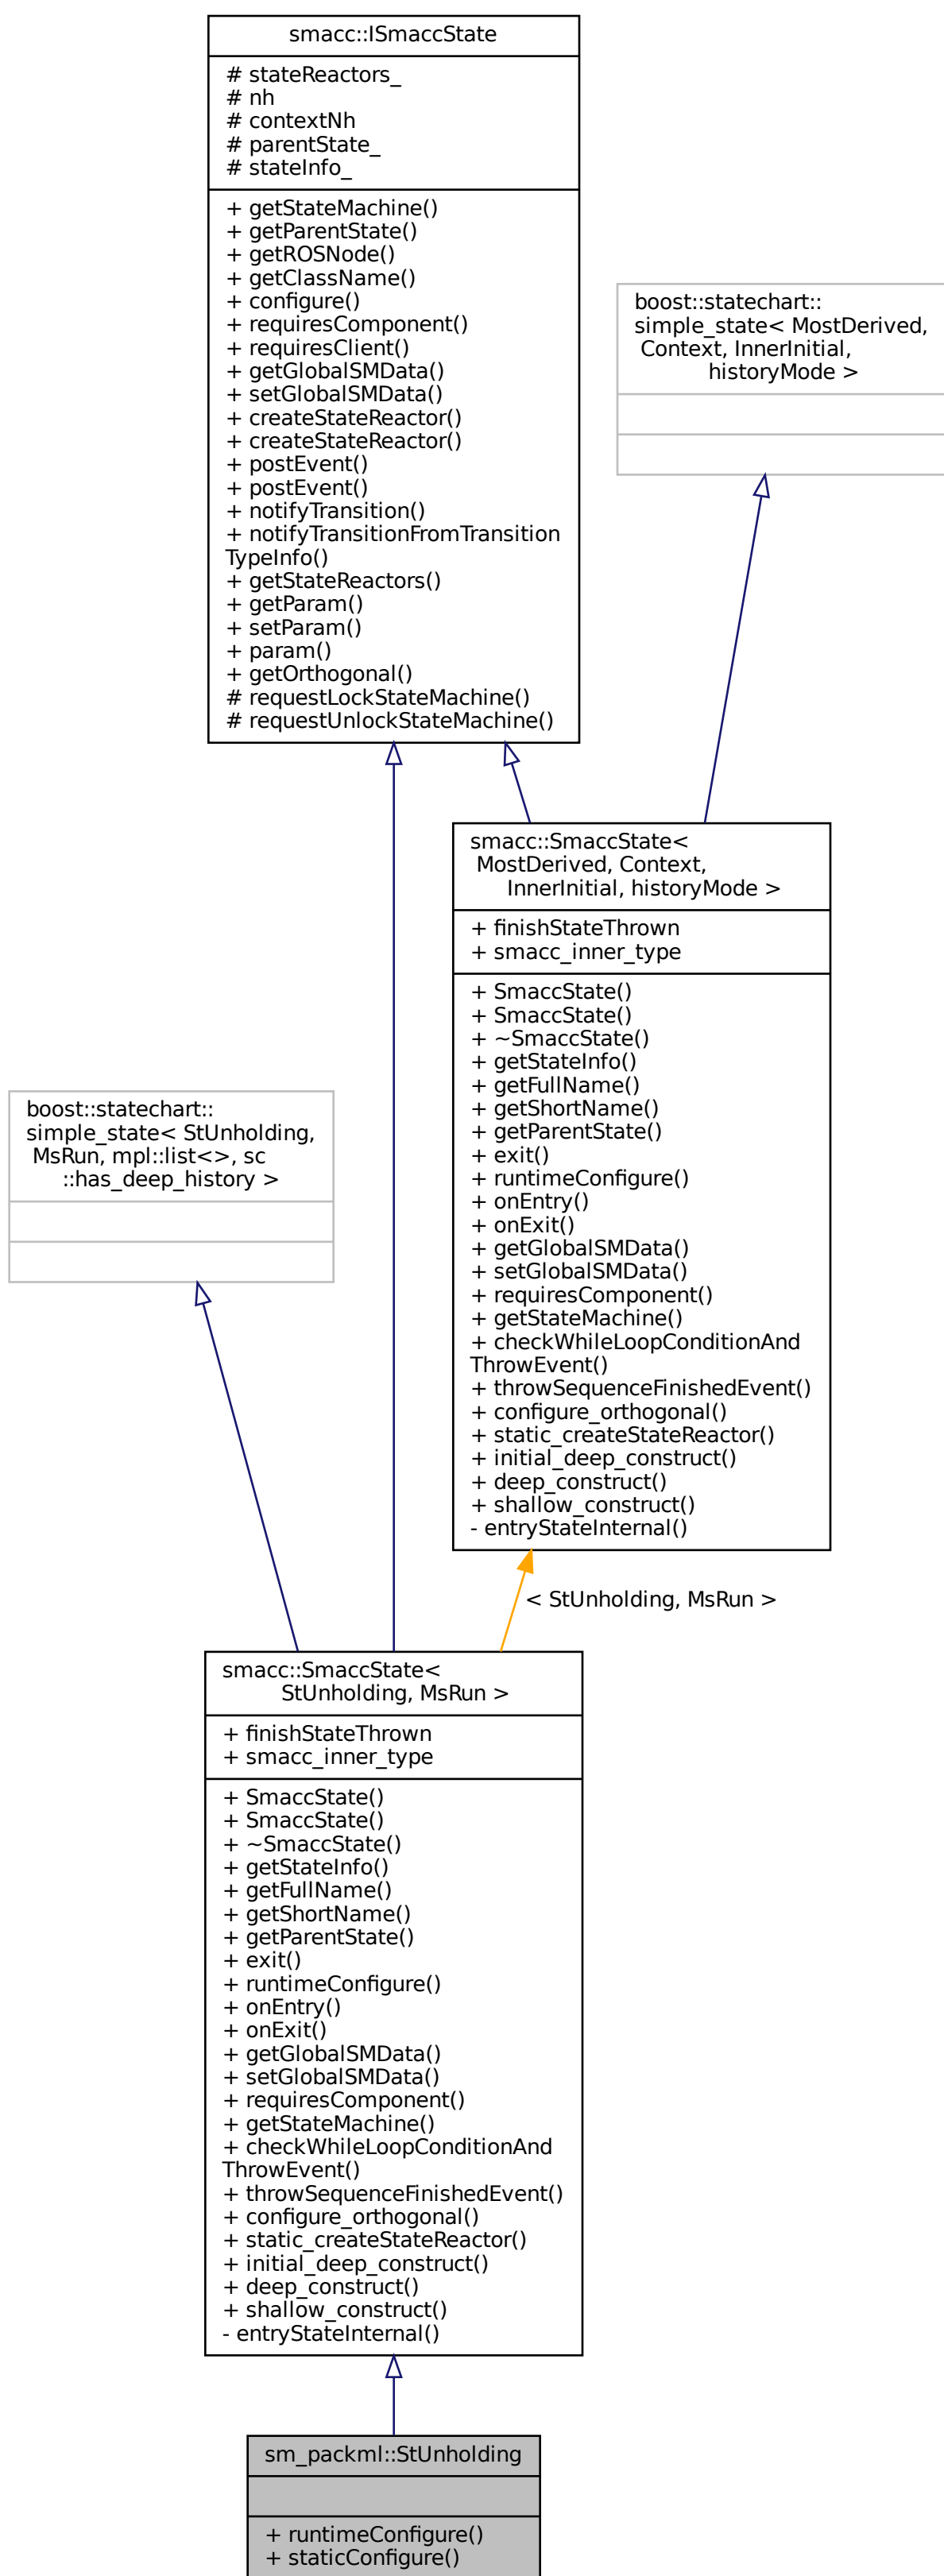 smacc::ISmaccState
# stateReactors_
# nh
# contextNh
# parentState_
# stateInfo_
+ getStateMachine()
+ getParentState()
+ getROSNode()
+ getClassName()
+ configure()
+ requiresComponent()
+ requiresClient()
+ getGlobalSMData()
+ setGlobalSMData()
+ createStateReactor()
+ createStateReactor()
+ postEvent()
+ postEvent()
+ notifyTransition()
+ notifyTransitionFromTransition
TypeInfo()
+ getStateReactors()
+ getParam()
+ setParam()
+ param()
+ getOrthogonal()
# requestLockStateMachine()
# requestUnlockStateMachine()
boost::statechart::
simple_state< MostDerived,
Context, InnerInitial,
historyMode >
smacc::SmaccState<
MostDerived, Context,
InnerInitial, historyMode >
+ finishStateThrown
+ smacc_inner_type
+ SmaccState()
+ SmaccState()
+ ~SmaccState()
+ getStateInfo()
+ getFullName()
+ getShortName()
+ getParentState()
+ exit()
+ runtimeConfigure()
+ onEntry()
+ onExit()
+ getGlobalSMData()
+ setGlobalSMData()
+ requiresComponent()
+ getStateMachine()
+ checkWhileLoopConditionAnd
ThrowEvent()
+ throwSequenceFinishedEvent()
+ configure_orthogonal()
+ static_createStateReactor()
+ initial_deep_construct()
+ deep_construct()
+ shallow_construct()
- entryStateInternal()
boost::statechart::
simple_state< StUnholding,
MsRun, mpl::list<>, sc
::has_deep_history >
< StUnholding, MsRun >
smacc::SmaccState<
StUnholding, MsRun >
+ finishStateThrown
+ smacc_inner_type
+ SmaccState()
+ SmaccState()
+ ~SmaccState()
+ getStateInfo()
+ getFullName()
+ getShortName()
+ getParentState()
+ exit()
+ runtimeConfigure()
+ onEntry()
+ onExit()
+ getGlobalSMData()
+ setGlobalSMData()
+ requiresComponent()
+ getStateMachine()
+ checkWhileLoopConditionAnd
ThrowEvent()
+ throwSequenceFinishedEvent()
+ configure_orthogonal()
+ static_createStateReactor()
+ initial_deep_construct()
+ deep_construct()
+ shallow_construct()
- entryStateInternal()
sm_packml::StUnholding
+ runtimeConfigure()
+ staticConfigure()